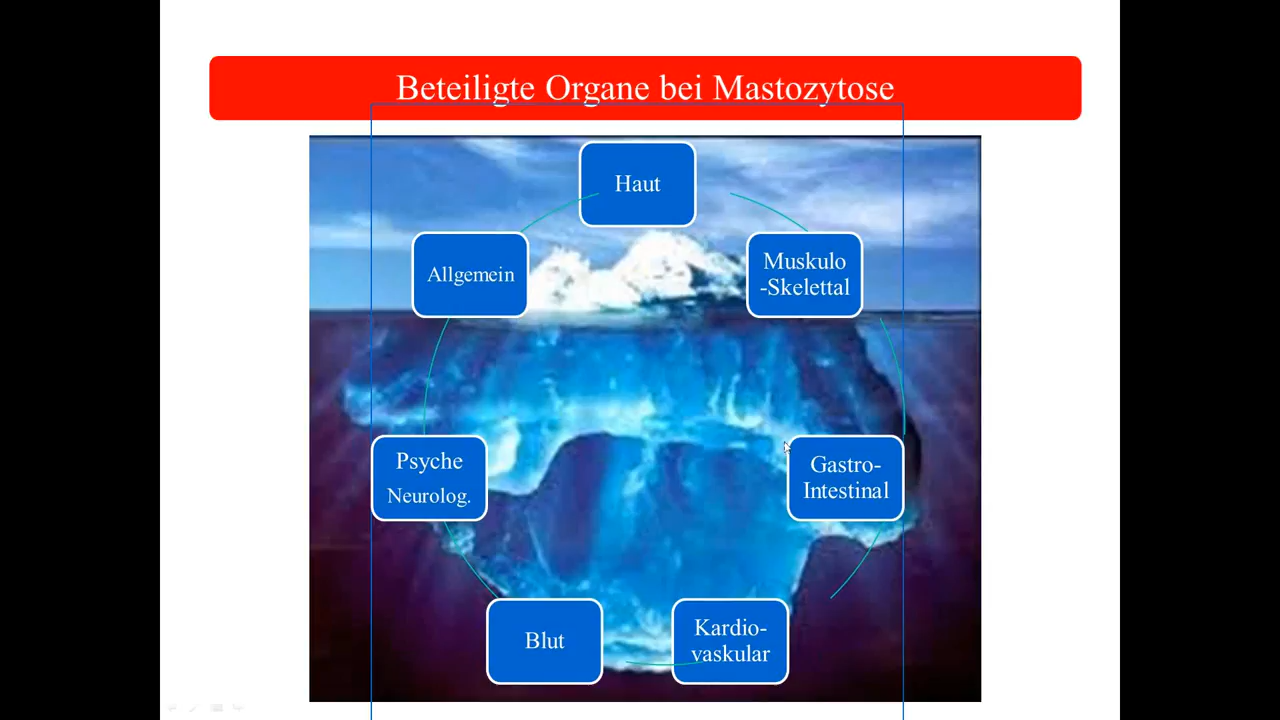 Beteiligte Organe bei Mastozytose
Haut
Allgemein
Muskulo
-Skelettal
Psyche
Neurolog.
Gastro-
Intestinal
Blut
Kardio-
vaskular